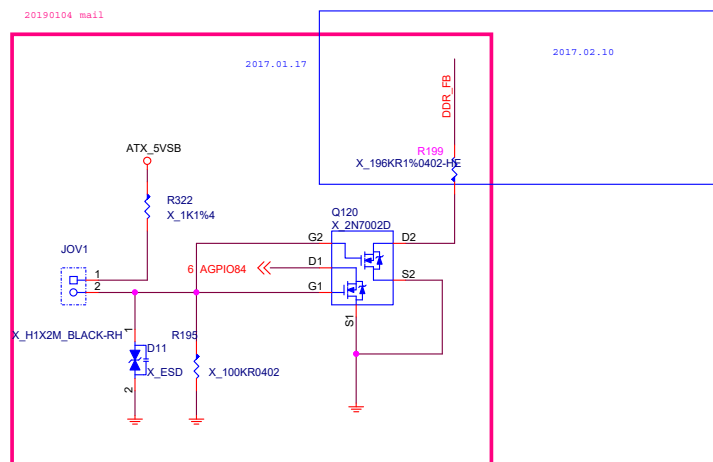 20190104 mail
2017.01.17
2017.02.10
DDR_FB
R199
X_196KR1%0402-HE
ATX_5VSB
R322
X_1K1%4
Q120
X_2N7002D
G2
D2
JOV1
6 AGPIO84
D1
1
S2
2
G1
S1
X_H1X2M_BLACK-RH
1
D11
R195
X_ESD
X_100KR0402
2